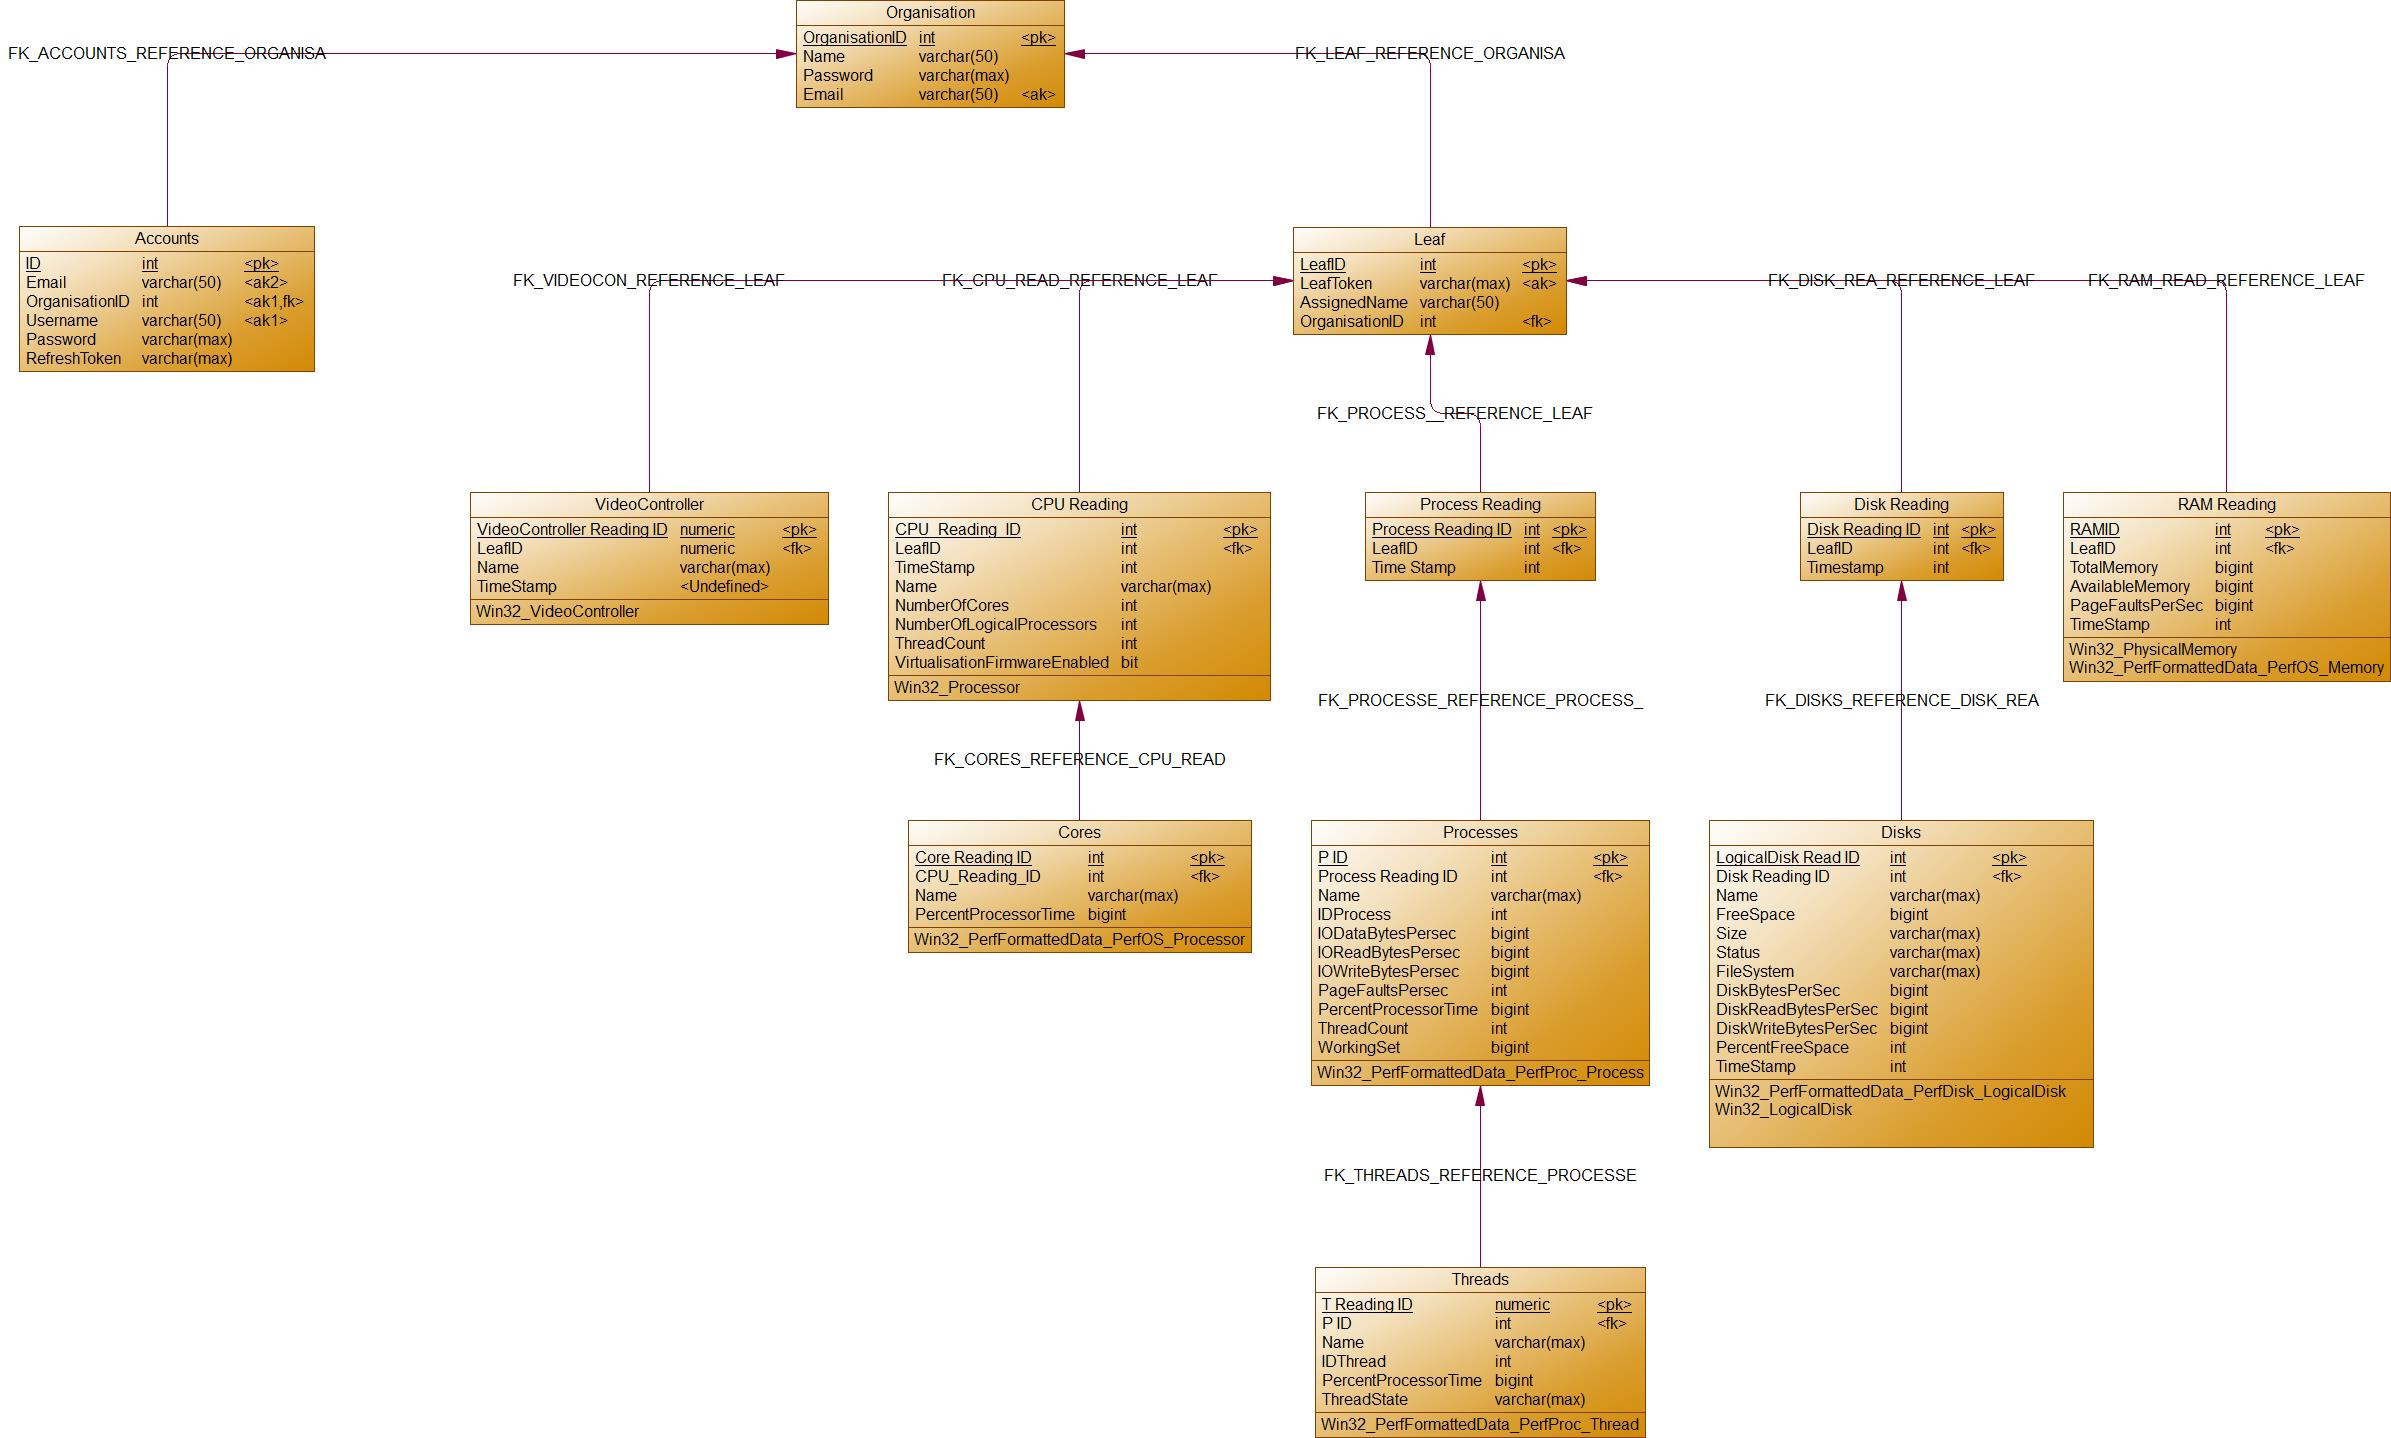 Organisation
OrganisationID int <pk>
Name varchar(50)
Password varchar(max)
Email varchar(50) <ak>
FK_ACCOUNTS_REFERENCE_ORGANISA
FK_LEAF_REFERENCE_ORGANISA
Accounts
ID int <pk>
Email varchar(50) <ak2>
OrganisationID int <ak1,fk>
Username varchar(50) <ak1>
Password varchar(max)
RefreshToken varchar(max)
Leaf
LeafID int <pk>
LeafToken varchar(max) <ak>
AssignedName varchar(50)
OrganisationID int <fk>
FK_VIDEOCON_REFERENCE_LEAF
FK_CPU_READ_REFERENCE_LEAF
FK_DISK_REA_REFERENCE_LEAF
FK_RAM_READ_REFERENCE_LEAF
FK_PROCESS__REFERENCE_LEAF
VideoController
VideoController Reading ID numeric <pk>
LeafID numeric <fk>
Name varchar(max)
TimeStamp <Undefined>
Win32_VideoController
CPU Reading
CPU_Reading_ID int <pk>
LeafID int <fk>
TimeStamp int
Name varchar(max)
NumberOfCores int
NumberOfLogicalProcessors int
ThreadCount int
VirtualisationFirmwareEnabled bit
Win32_Processor
Process Reading
Process Reading ID int <pk>
LeafID int <fk>
Time Stamp int
Disk Reading
Disk Reading ID int <pk>
LeafID int <fk>
Timestamp int
RAM Reading
RAMID int <pk>
LeafID int <fk>
TotalMemory bigint
AvailableMemory bigint
PageFaultsPerSec bigint
TimeStamp int
Win32_PhysicalMemory
Win32_PerfFormattedData_PerfOS_Memory
FK_CORES_REFERENCE_CPU_READ
FK_PROCESSE_REFERENCE_PROCESS_
FK_DISKS_REFERENCE_DISK_REA
Cores
Core Reading ID int <pk>
CPU_Reading_ID int <fk>
Name varchar(max)
PercentProcessorTime bigint
Win32_PerfFormattedData_PerfOS_Processor
Processes
P ID int <pk>
Process Reading ID int <fk>
Name varchar(max)
IDProcess int
IODataBytesPersec bigint
IOReadBytesPersec bigint
IOWriteBytesPersec bigint
PageFaultsPersec int
PercentProcessorTime bigint
ThreadCount int
WorkingSet bigint
Win32_PerfFormattedData_PerfProc_Process
Disks
LogicalDisk Read ID int <pk>
Disk Reading ID int <fk>
Name varchar(max)
FreeSpace bigint
Size varchar(max)
Status varchar(max)
FileSystem varchar(max)
DiskBytesPerSec bigint
DiskReadBytesPerSec bigint
DiskWriteBytesPerSec bigint
PercentFreeSpace int
TimeStamp int
Win32_PerfFormattedData_PerfDisk_LogicalDisk
Win32_LogicalDisk
FK_THREADS_REFERENCE_PROCESSE
Threads
T Reading ID numeric <pk>
P ID int <fk>
Name varchar(max)
IDThread int
PercentProcessorTime bigint
ThreadState varchar(max)
Win32_PerfFormattedData_PerfProc_Thread